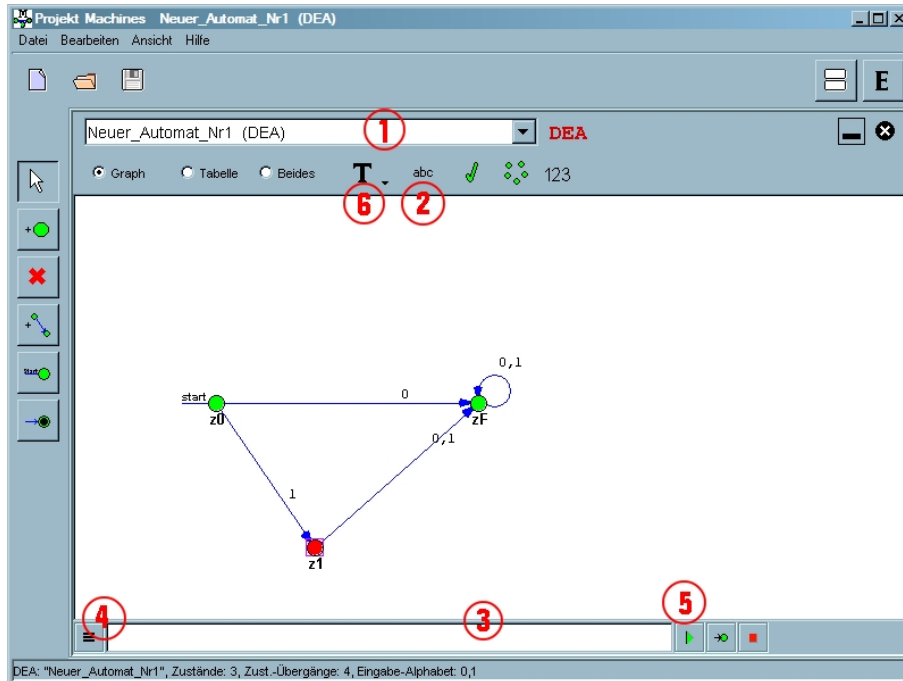 Projekt Machines Neuer_Automat_Nr1 (DEA)
Datei Bearbeiten Ansicht Hilfe
E
Neuer_Automat_Nr1 (DEA) 1 DEA
Graph Tabelle Beides T abc 123
6 2
0,1
start 0
z0 zF
0,1
1
z1
4 3 5
DEA: "Neuer_Automat_Nr1", Zustände: 3, Zust.-Übergänge: 4, Eingabe-Alphabet: 0,1